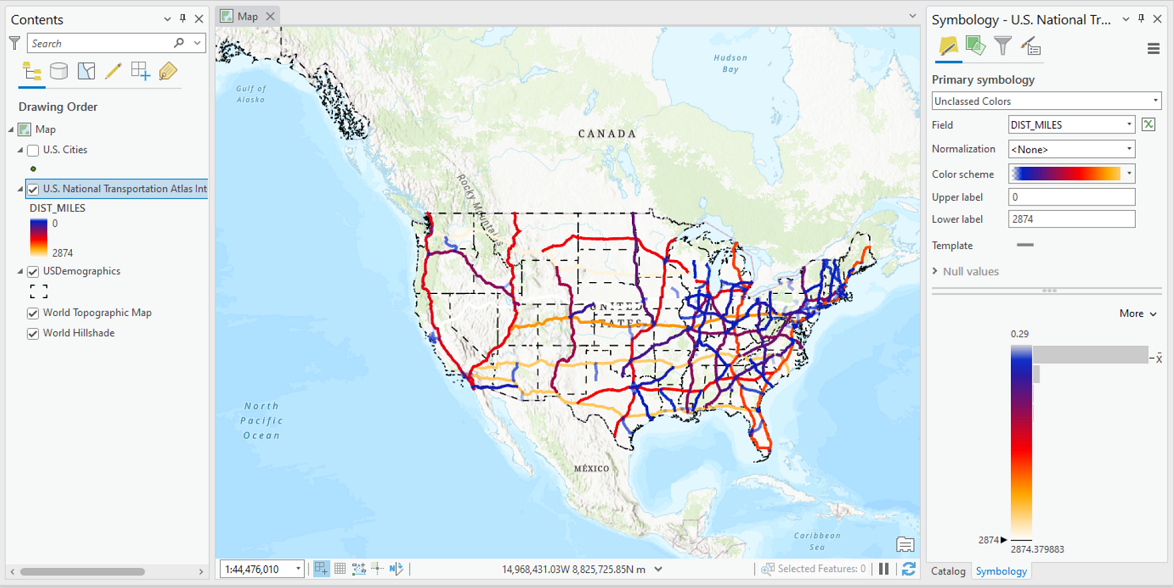 Contents
Search
Drawing Order
Map
U.S. Cities
U.S. National Transportation Atlas Int
DIST_MILES
0
2874
USDemographics
World Topographic Map
World Hillshade
Map
Gulf of
Alaska
Hudson
Bay
CANADA
Rocky Mountains
UNITED
STATES
North
Pacific
Ocean
MÉXICO
Caribbean
Sea
1:44,476,010
14,968,431.03W 8,825,725.85N m
Selected Features: 0
Symbology - U.S. National Tr...
Primary symbology
Unclassed Colors
Field DIST_MILES
Normalization <None>
Color scheme
Upper label 0
Lower label 2874
Template
Null values
More
0.29
x̄
2874
2874.379883
Catalog Symbology